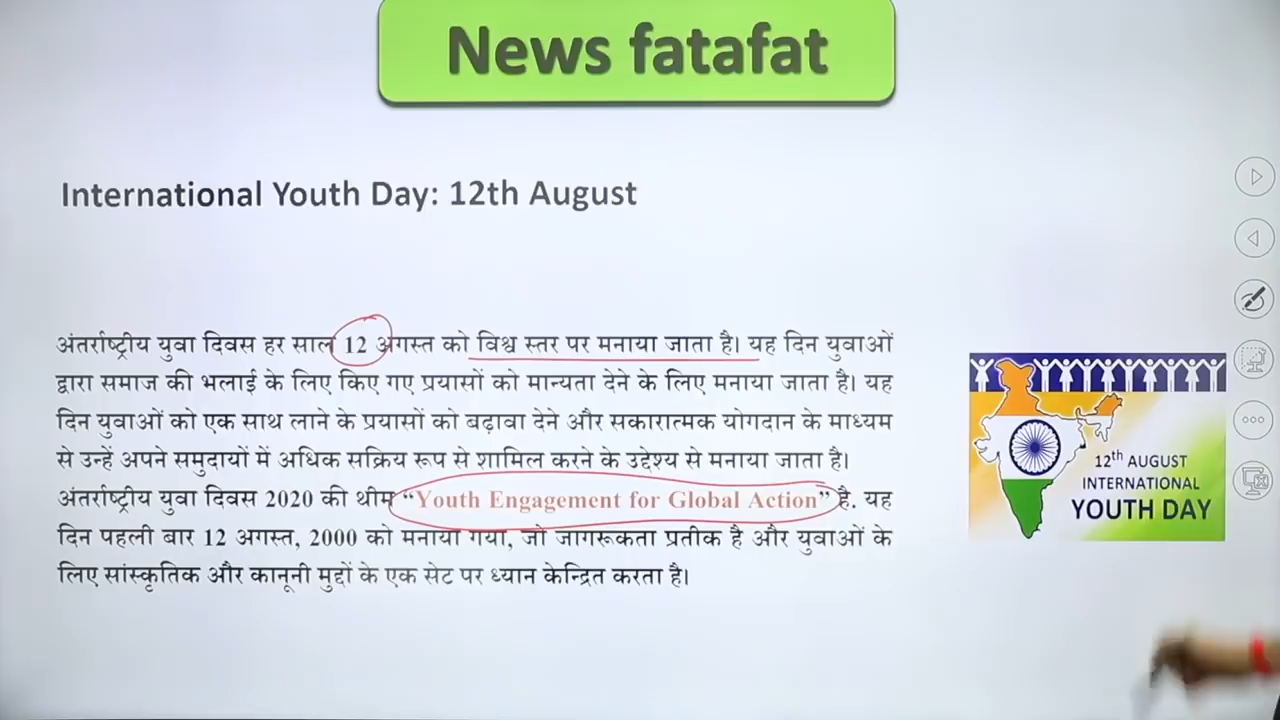 News fatafat
International Youth Day: 12th August
अंतर्राष्ट्रीय युवा दिवस हर साल 12 अगस्त को विश्व स्तर पर मनाया जाता है। यह दिन युवाओं
द्वारा समाज की भलाई के लिए किए गए प्रयासों को मान्यता देने के लिए मनाया जाता है। यह
दिन युवाओं को एक साथ लाने के प्रयासों को बढ़ावा देने और सकारात्मक योगदान के माध्यम
से उन्हें अपने समुदायों में अधिक सक्रिय रूप से शामिल करने के उद्देश्य से मनाया जाता है।
अंतर्राष्ट्रीय युवा दिवस 2020 की थीम “Youth Engagement for Global Action” है. यह
दिन पहली बार 12 अगस्त, 2000 को मनाया गया, जो जागरूकता प्रतीक है और युवाओं के
लिए सांस्कृतिक और कानूनी मुद्दों के एक सेट पर ध्यान केन्द्रित करता है।
12th AUGUST
INTERNATIONAL
YOUTH DAY